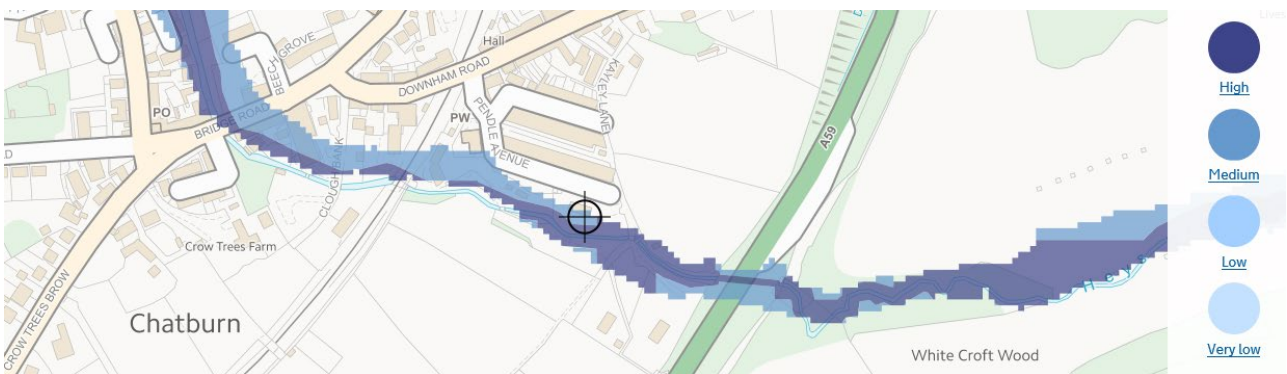 High
Medium
Low
Very low
Hall
BEECH GROVE
DOWNHAM ROAD
KAYLEY LANE
PO
BRIDGE ROAD
PW
PENDLE AVENUE
A59
CLOUGH BANK
Crow Trees Farm
CROW TREES BROW
Chatburn
Heys
White Croft Wood